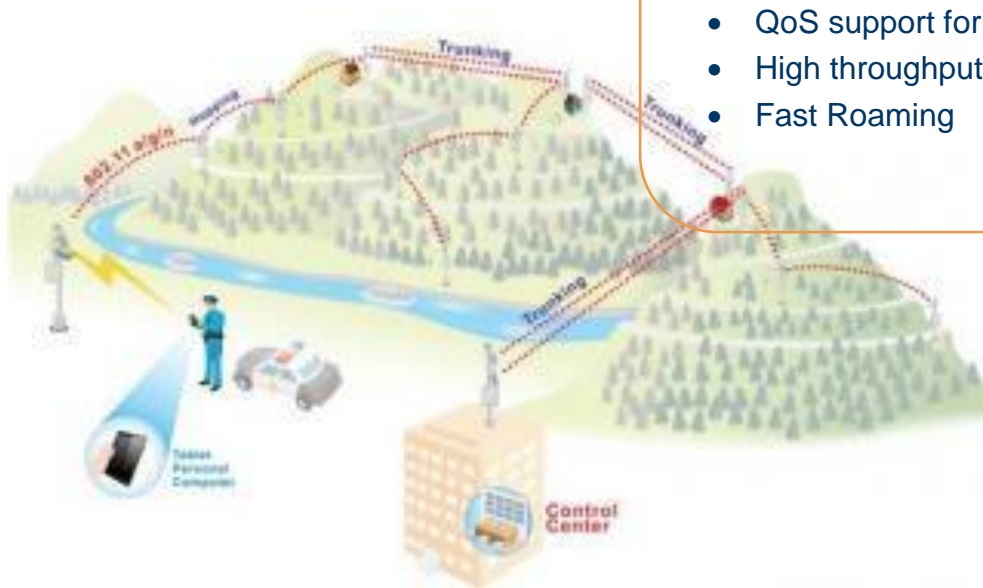 QoS support for
High throughput
Fast Roaming
Trunking
Trunking
802.11 a/g/n
Trunking
Tablet
Personal
Computer
Control
Center